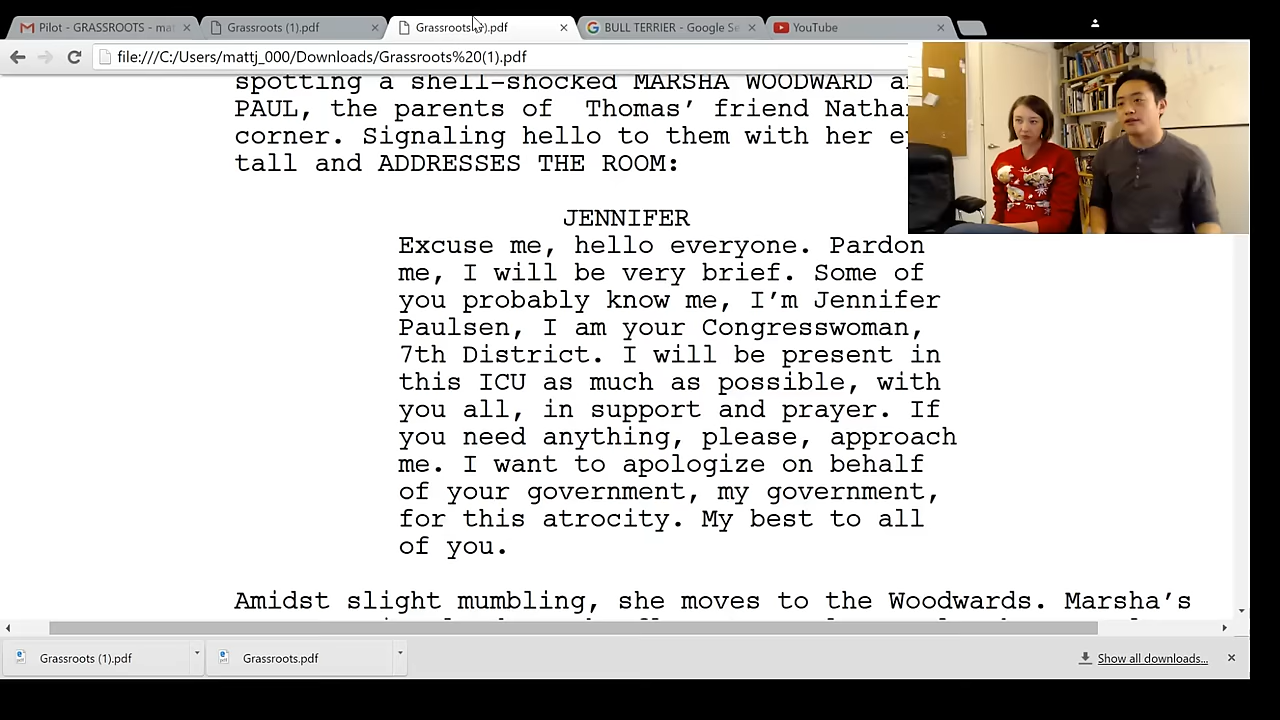 Pilot - GRASSROOTS - mat
Grassroots (1).pdf
Grassroots
.pdf
BULL TERRIER - Google Se
YouTube
file:///C:/Users/mattj_000/Downloads/Grassroots%20(1).pdf
spotting a shell-shocked MARSHA WOODWARD
PAUL, the parents of Thomas' friend
corner. Signaling hello to them with her
tall and ADDRESSES THE ROOM:
JENNIFER
Excuse me, hello everyone. Pardon
me, I will be very brief. Some of
you probably know me, I'm Jennifer
Paulsen, I am your Congresswoman,
7th District. I will be present in
this ICU as much as possible, with
you all, in support and prayer. If
you need anything, please, approach
me. I want to apologize on behalf
of your government, my government,
for this atrocity. My best to all
of you.
Amidst slight mumbling, she moves to the Woodwards. Marsha's
Grassroots (1).pdf
Grassroots.pdf
Show all downloads...